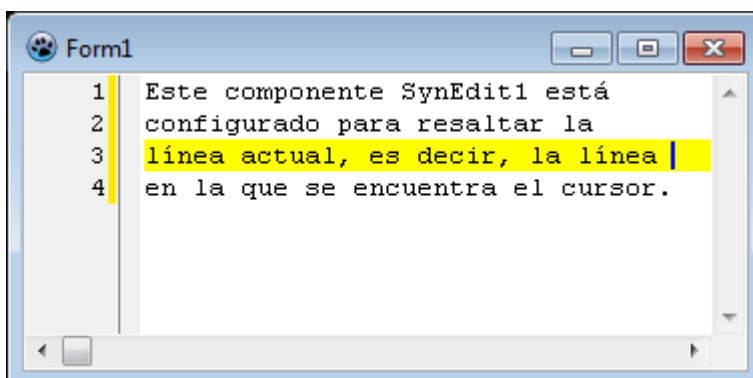 Form1
1 Este componente SynEdit1 está
2 configurado para resaltar la
3 línea actual, es decir, la línea
4 en la que se encuentra el cursor.